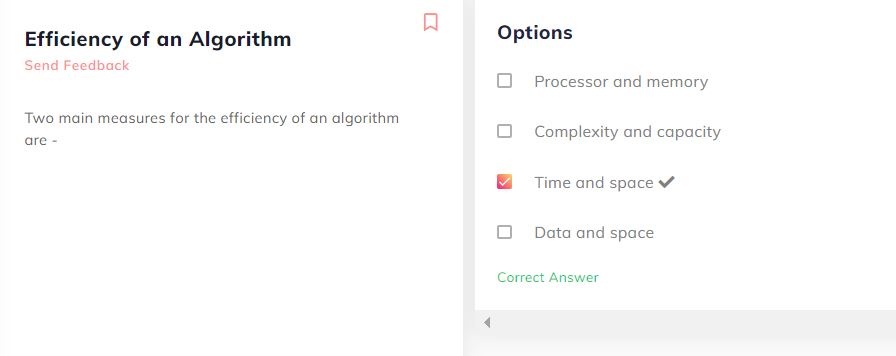 Efficiency of an Algorithm
Send Feedback
Two main measures for the efficiency of an algorithm
are -
Options
Processor and memory
Complexity and capacity
Time and space
Data and space
Correct Answer